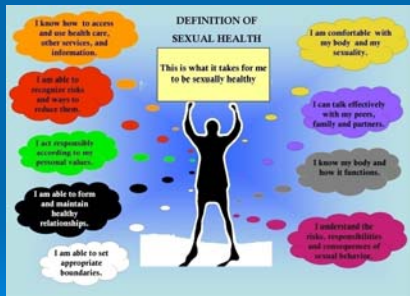 DEFINITION OF
SEXUAL HEALTH
This is what it takes for me
to be sexually healthy
I know how to access
and use health care,
other services, and
information.
I am able to
recognize risks
and ways to
reduce them.
I act responsibly
according to my
personal values.
I am able to form
and maintain
healthy
relationships.
I am able to set
appropriate
boundaries.
I am comfortable with
my body and my
sexuality.
I can talk effectively
with my peers,
family and partners.
I know my body and
how it functions.
I understand the
risks, responsibilities
and consequences of
sexual behavior.